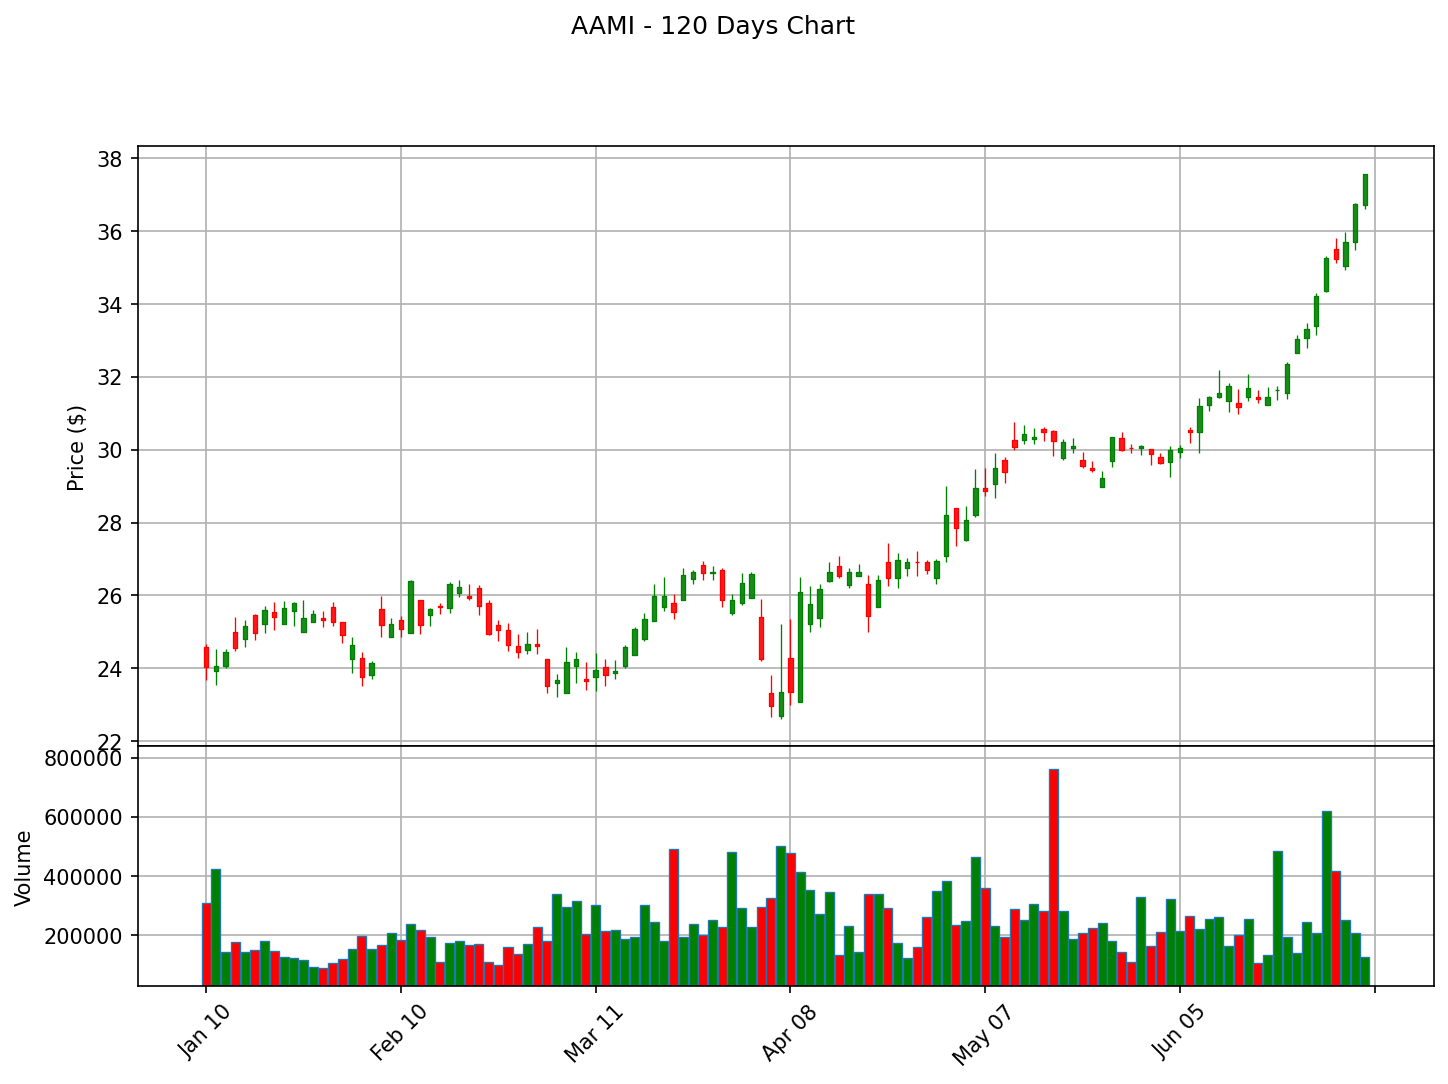 AAMI - 120 Days Chart
38
36
34
32
30
28
26
24
22
Price ($)
800000
600000
400000
200000
Volume
Jan 10
Feb 10
Mar 11
Apr 08
May 07
Jun 05